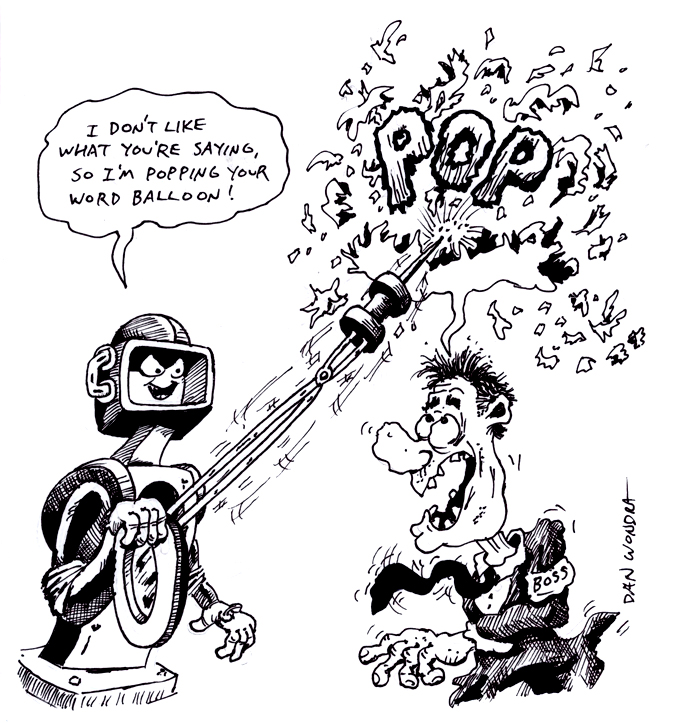 I DON'T LIKE
WHAT YOU'RE SAYING,
SO I'M POPPING YOUR
WORD BALLOON!
POP
BOSS
DAN WONDRA